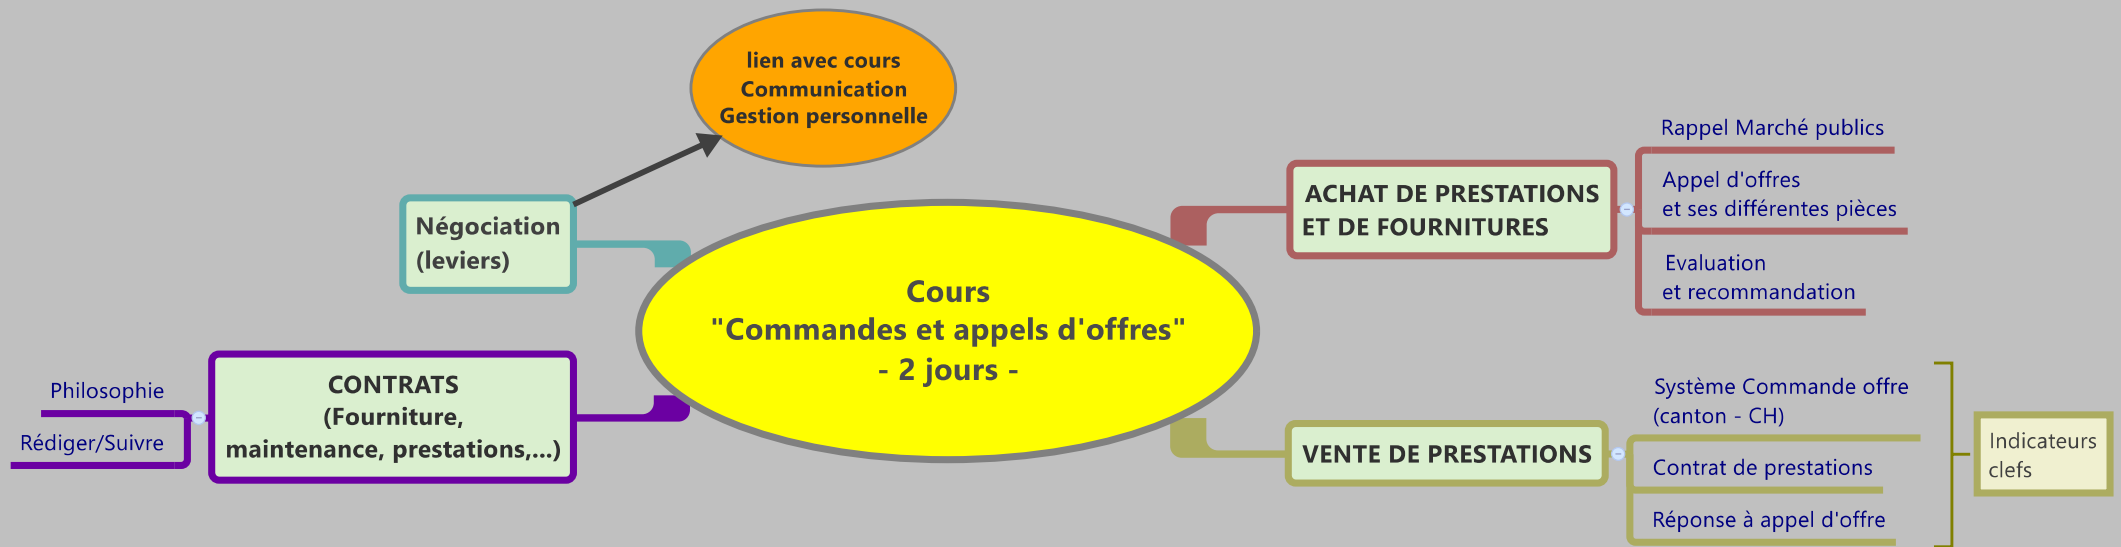 lien avec cours
Communication
Gestion personnelle
Négociation
(leviers)
CONTRATS
(Fourniture,
maintenance, prestations,...)
Philosophie
Rédiger/Suivre
Cours
"Commandes et appels d'offres"
- 2 jours -
ACHAT DE PRESTATIONS
ET DE FOURNITURES
Rappel Marché publics
Appel d'offres
et ses différentes pièces
Evaluation
et recommandation
VENTE DE PRESTATIONS
Système Commande offre
(canton - CH)
Contrat de prestations
Réponse à appel d'offre
Indicateurs
clefs